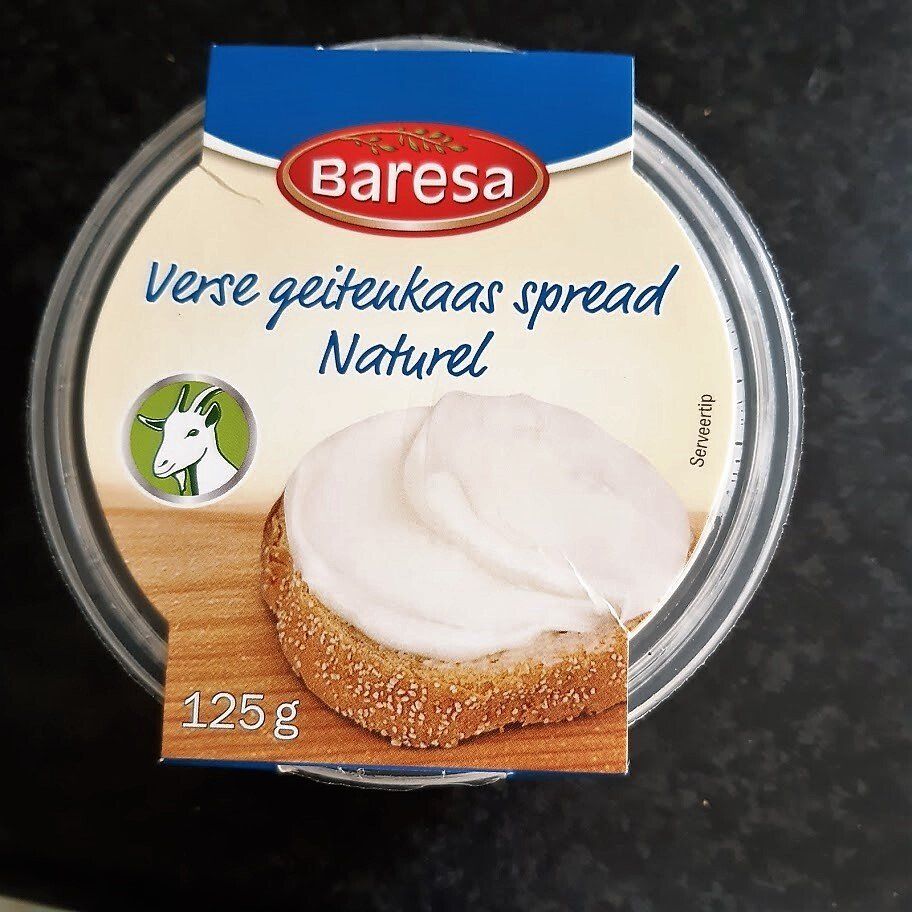 Baresa
Verse geitenkaas spread
Naturel
Serveertip
125 g